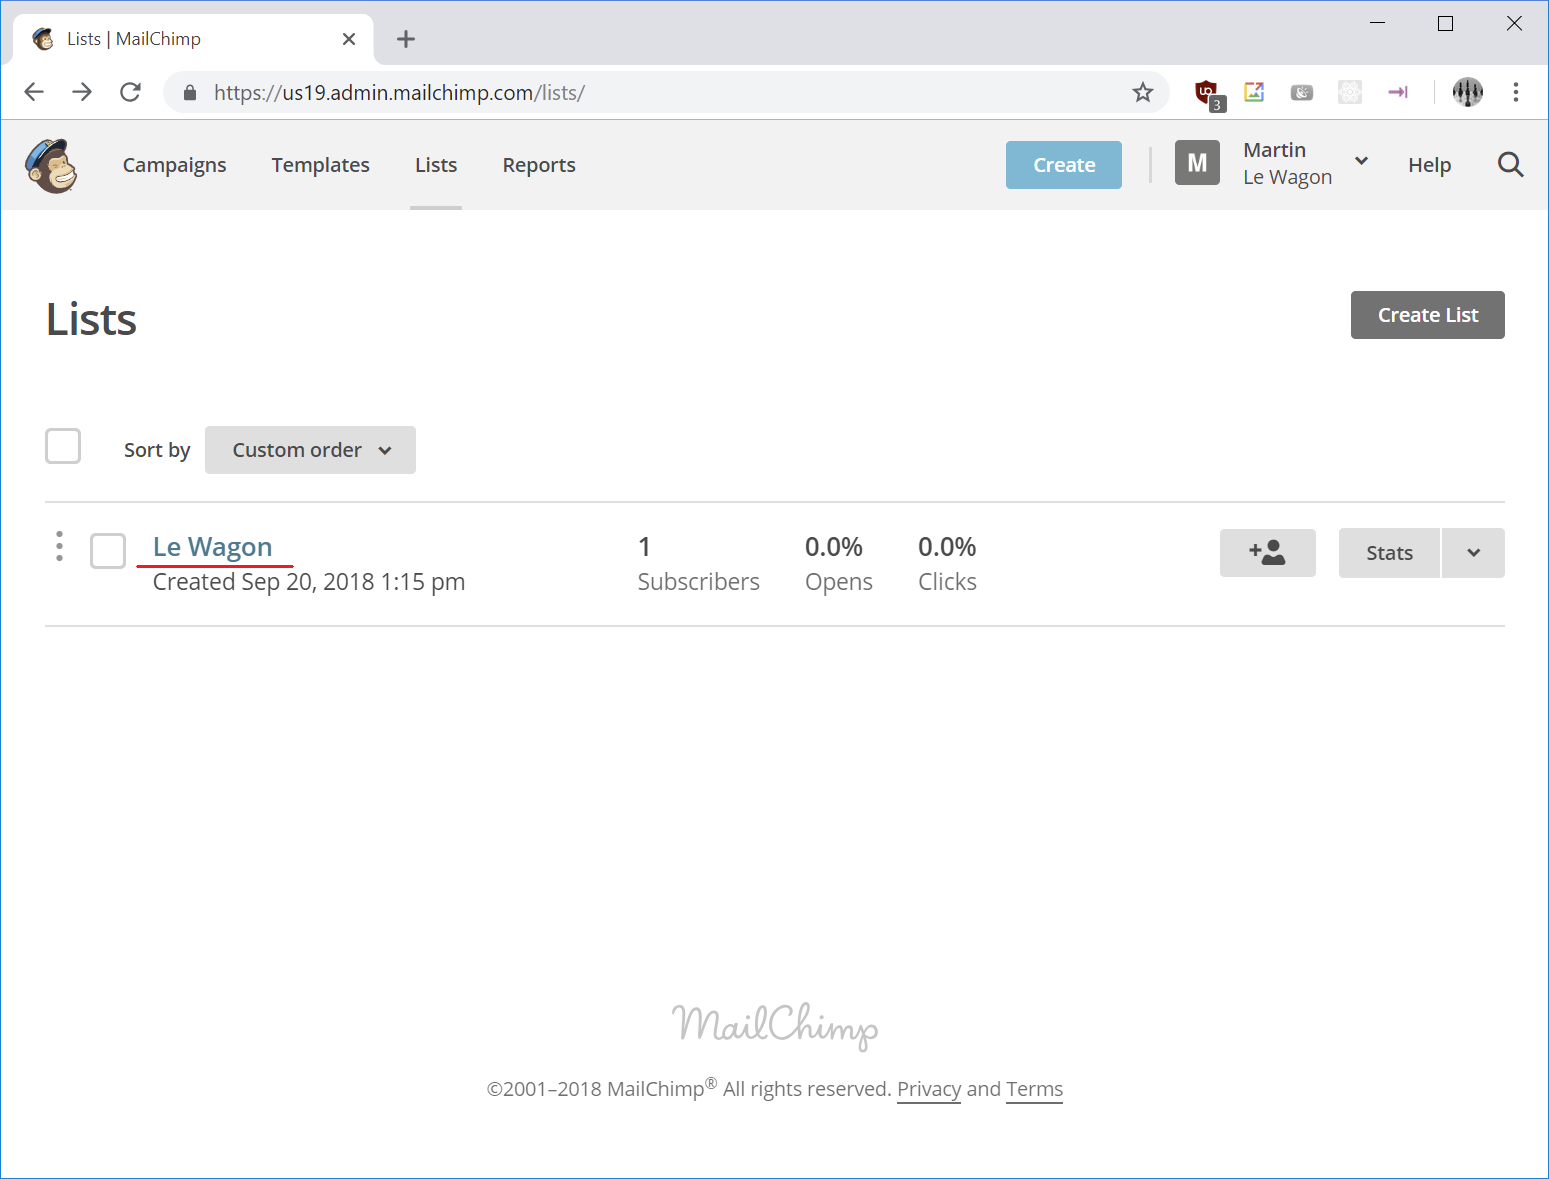 Lists | MailChimp
https://us19.admin.mailchimp.com/lists/
3
Campaigns Templates Lists Reports Create M Martin Le Wagon Help
Lists
Create List
Sort by Custom order
Le Wagon
Created Sep 20, 2018 1:15 pm
1
Subscribers
0.0%
Opens
0.0%
Clicks
Stats
MailChimp
©2001–2018 MailChimp® All rights reserved. Privacy and Terms